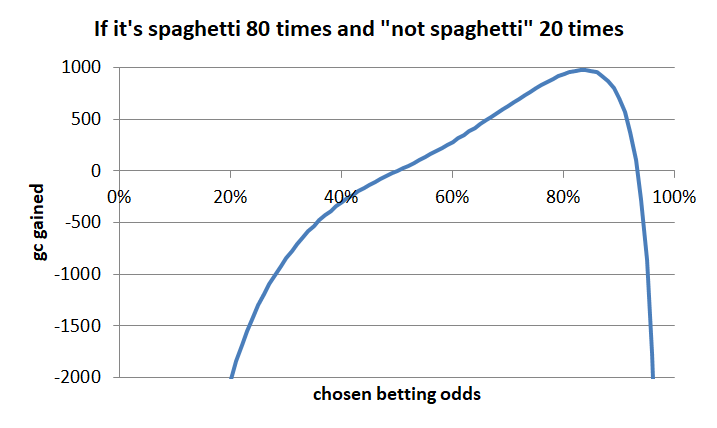 If it's spaghetti 80 times and "not spaghetti" 20 times
1000
500
0
0% 20% 40% 60% 80% 100%
-500
-1000
-1500
-2000
gc gained
chosen betting odds